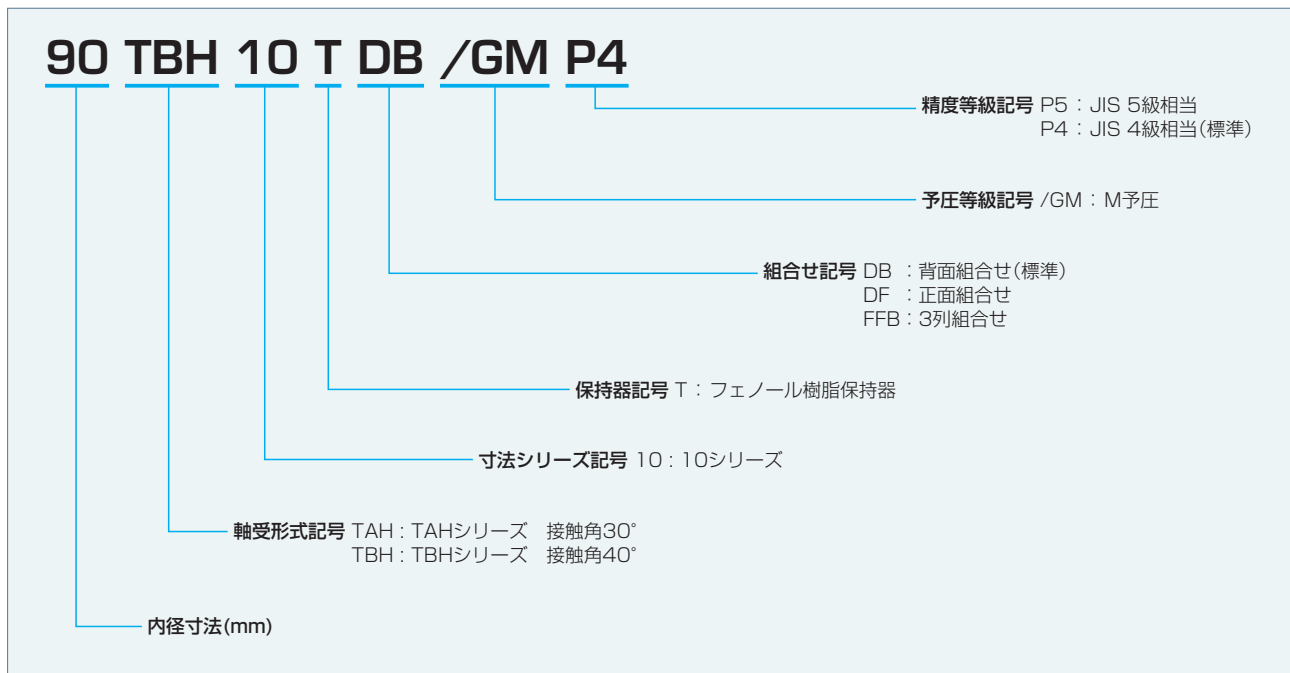 90 TBH 10 T DB /GM P4
精度等級記号 P5 : JIS 5級相当
P4 : JIS 4級相当(標準)
予圧等級記号 /GM : M予圧
組合せ記号 DB : 背面組合せ(標準)
DF : 正面組合せ
FFB : 3列組合せ
保持器記号 T : フェノール樹脂保持器
寸法シリーズ記号 10 : 10シリーズ
軸受形式記号 TAH : TAHシリーズ 接触角30°
TBH : TBHシリーズ 接触角40°
内径寸法(mm)